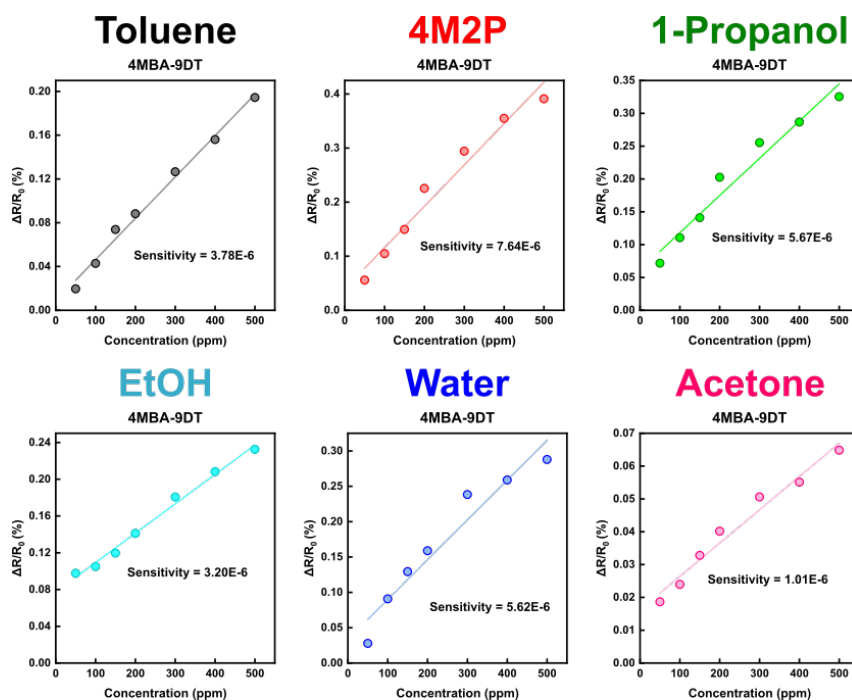 Toluene
4MBA-9DT
ΔR/R₀ (%)
0.20
0.16
0.12
0.08
0.04
0.00
Sensitivity = 3.78E-6
0 100 200 300 400 500
Concentration (ppm)
4M2P
4MBA-9DT
ΔR/R₀ (%)
0.4
0.3
0.2
0.1
0.0
Sensitivity = 7.64E-6
0 100 200 300 400 500
Concentration (ppm)
1-Propanol
4MBA-9DT
ΔR/R₀ (%)
0.35
0.30
0.25
0.20
0.15
0.10
0.05
0.00
Sensitivity = 5.67E-6
0 100 200 300 400 500
Concentration (ppm)
EtOH
4MBA-9DT
ΔR/R₀ (%)
0.24
0.20
0.16
0.12
0.08
0.04
0.00
Sensitivity = 3.20E-6
0 100 200 300 400 500
Concentration (ppm)
Water
4MBA-9DT
ΔR/R₀ (%)
0.30
0.25
0.20
0.15
0.10
0.05
0.00
Sensitivity = 5.62E-6
0 100 200 300 400 500
Concentration (ppm)
Acetone
4MBA-9DT
ΔR/R₀ (%)
0.07
0.06
0.05
0.04
0.03
0.02
0.01
0.00
Sensitivity = 1.01E-6
0 100 200 300 400 500
Concentration (ppm)